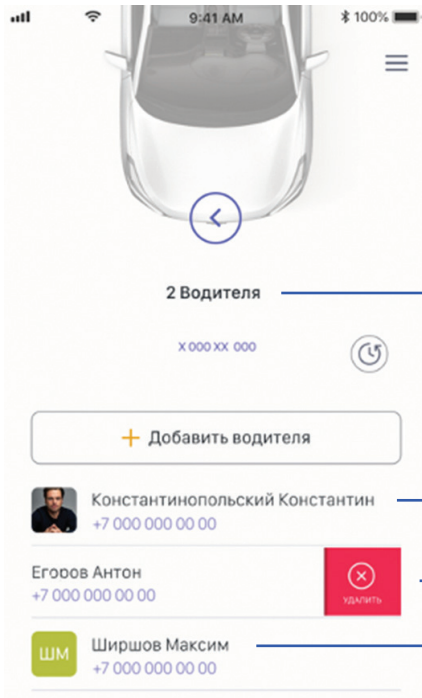 9:41 AM 100%
2 Водителя
X 000 XX 000
+ Добавить водителя
Константинопольский Константин
+7 000 000 00 00
Егоров Антон
+7 000 000 00 00
УДАЛИТЬ
ШМ
Ширшов Максим
+7 000 000 00 00